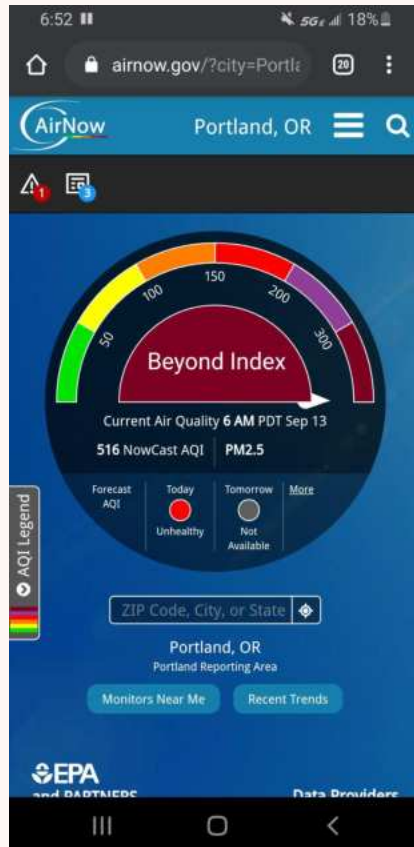 6:52 5GE 18%
airnow.gov/?city=Portla 20
AirNow Portland, OR
1 3
50 100 150 200 300
Beyond Index
Current Air Quality 6 AM PDT Sep 13
516 NowCast AQI PM2.5
Forecast AQI Today Tomorrow More
Unhealthy Not Available
AQI Legend
ZIP Code, City, or State
Portland, OR
Portland Reporting Area
Monitors Near Me Recent Trends
EPA
and PARTNERS Data Providers